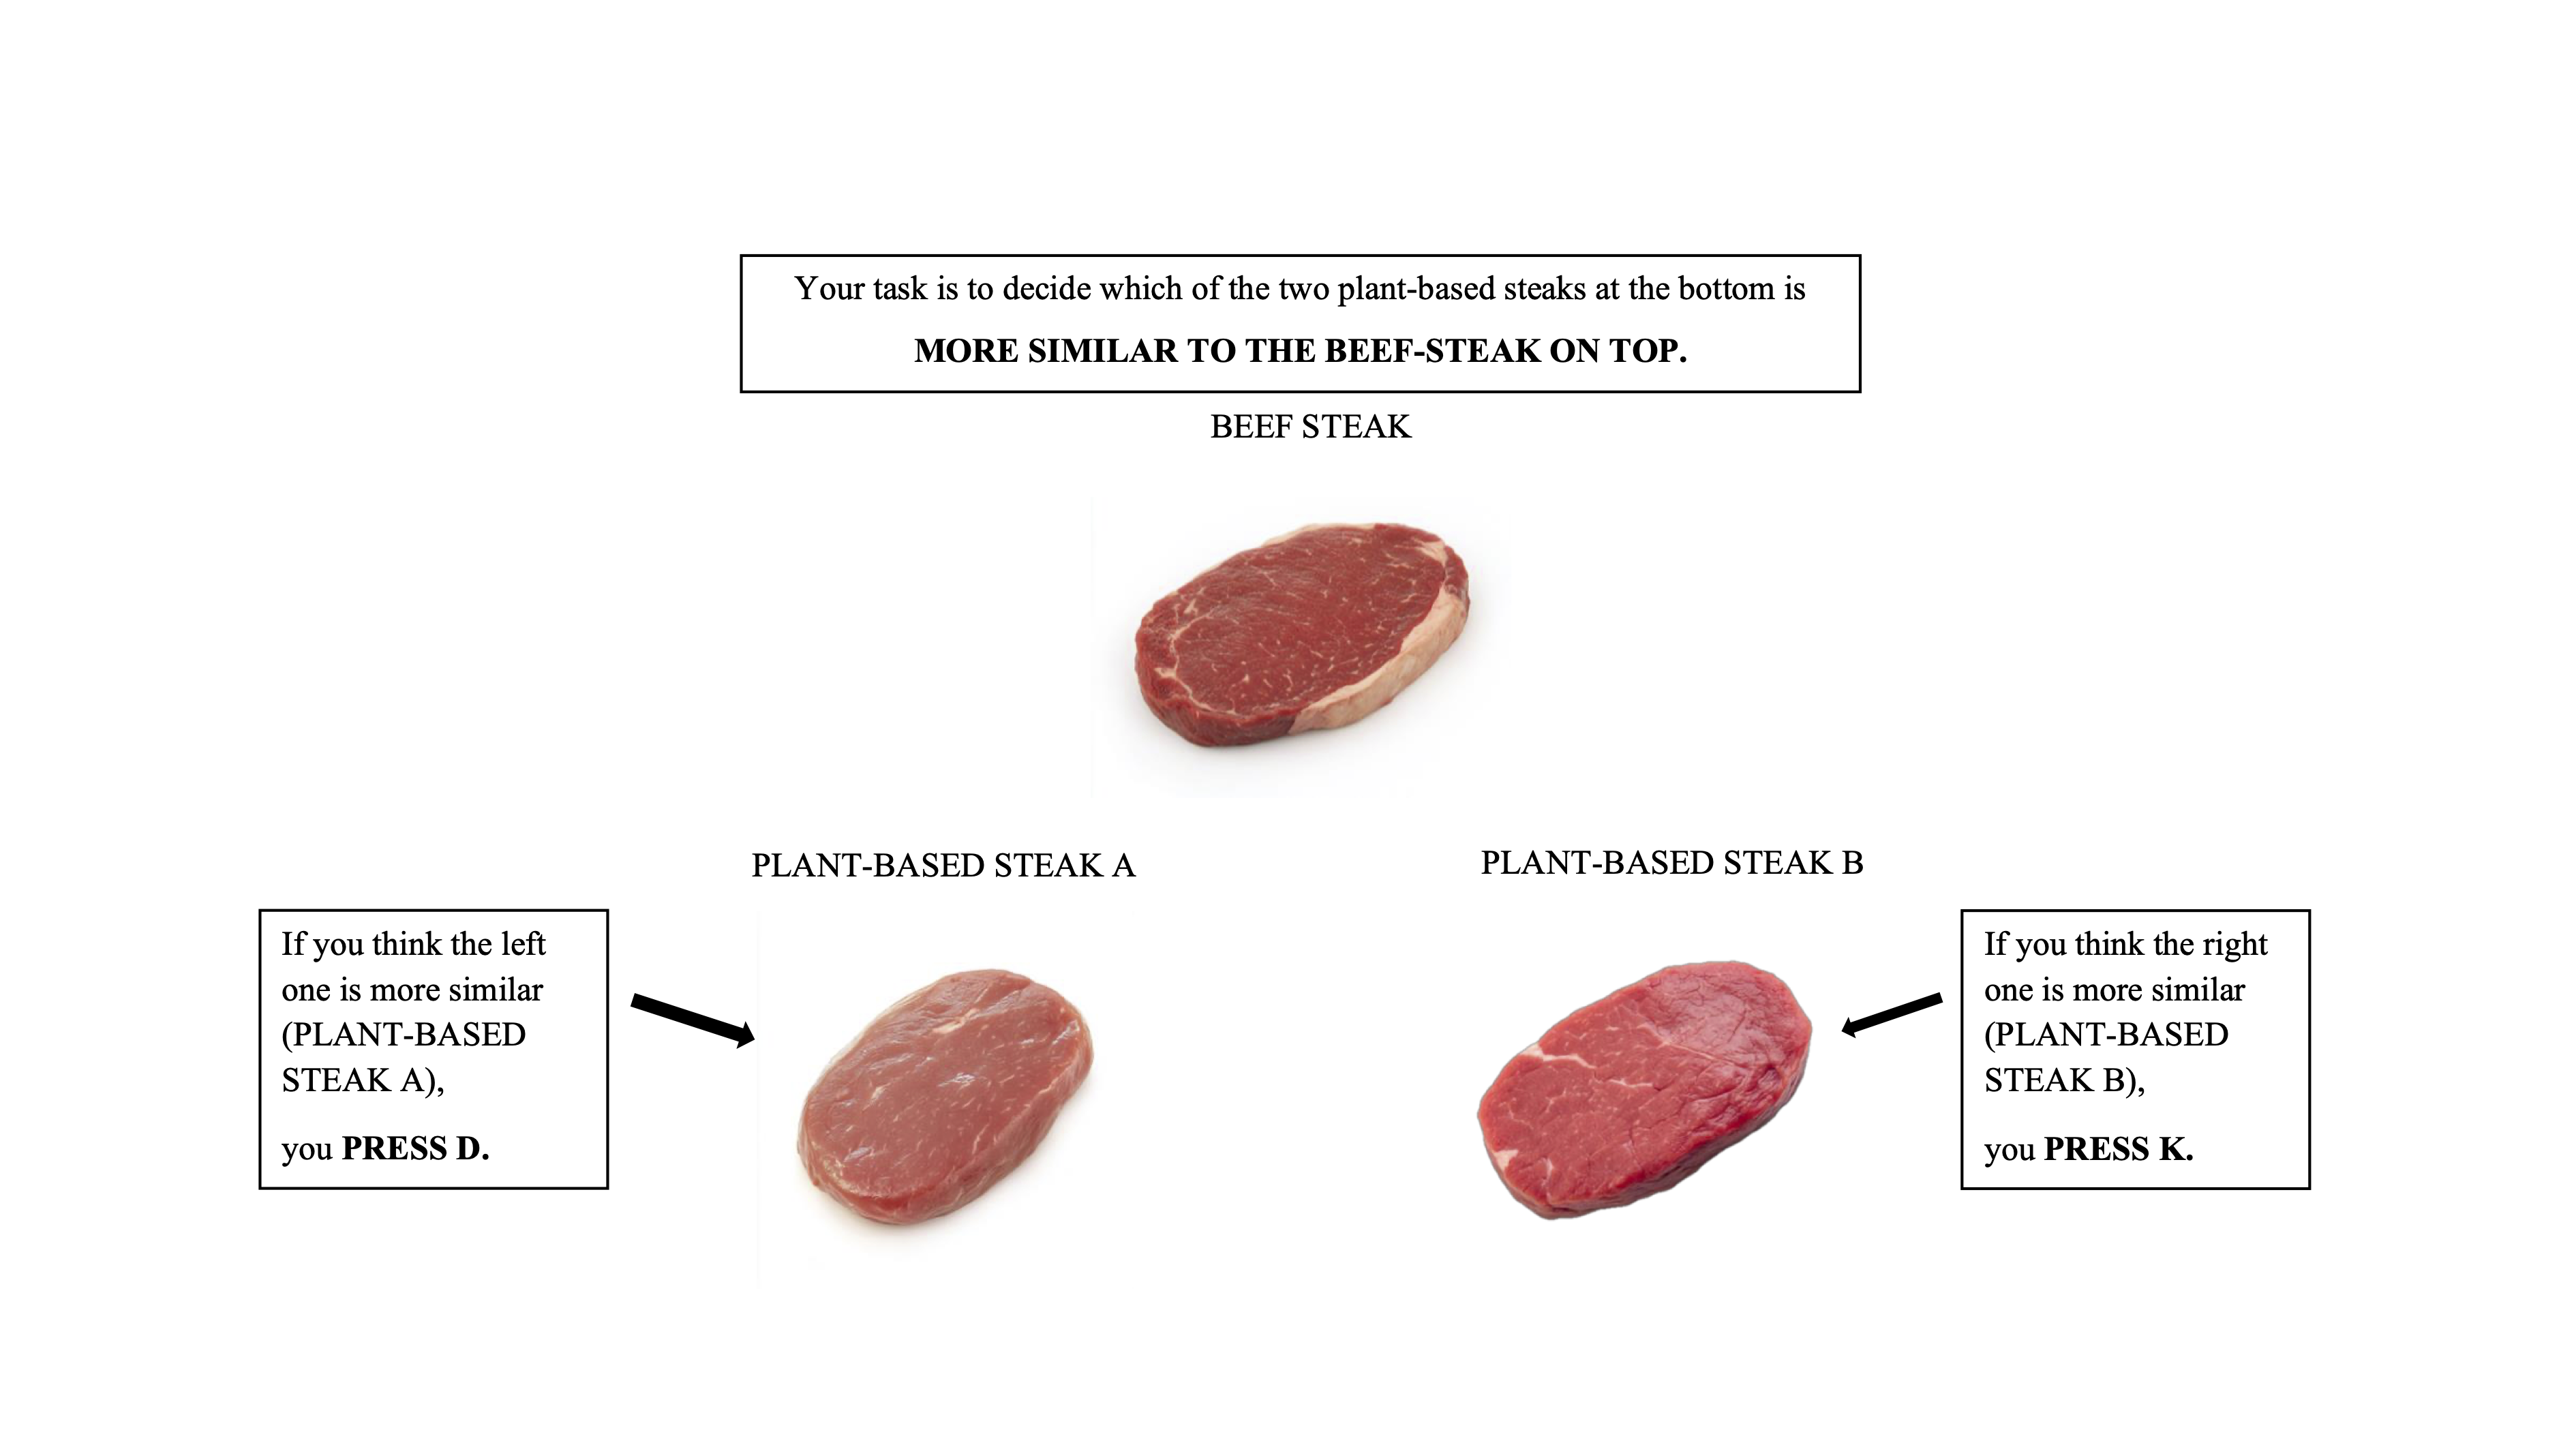 Your task is to decide which of the two plant-based steaks at the bottom is
MORE SIMILAR TO THE BEEF-STEAK ON TOP.
BEEF STEAK
PLANT-BASED STEAK A
PLANT-BASED STEAK B
If you think the left
one is more similar
(PLANT-BASED
STEAK A),
you PRESS D.
If you think the right
one is more similar
(PLANT-BASED
STEAK B),
you PRESS K.